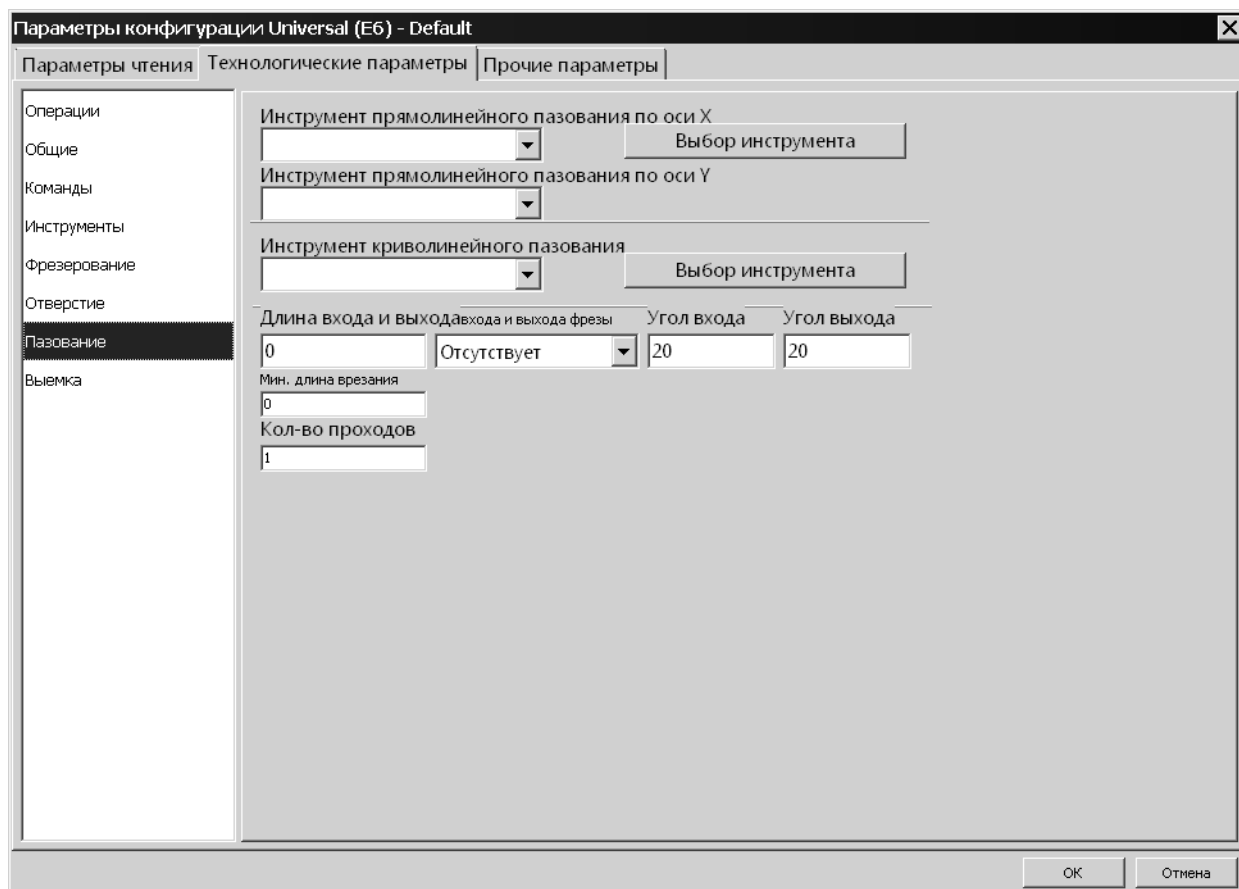 Параметры конфигурации Universal (E6) - Default
Параметры чтения Технологические параметры Прочие параметры
Операции
Общие
Команды
Инструменты
Фрезерование
Отверстие
Пазование
Выемка
Инструмент прямолинейного пазования по оси X
Выбор инструмента
Инструмент прямолинейного пазования по оси Y
Инструмент криволинейного пазования
Выбор инструмента
Длина входа и выхода входа и выхода фрезы Угол входа Угол выхода
0 Отсутствует 20 20
Мин. длина врезания
0
Кол-во проходов
1
ОК Отмена